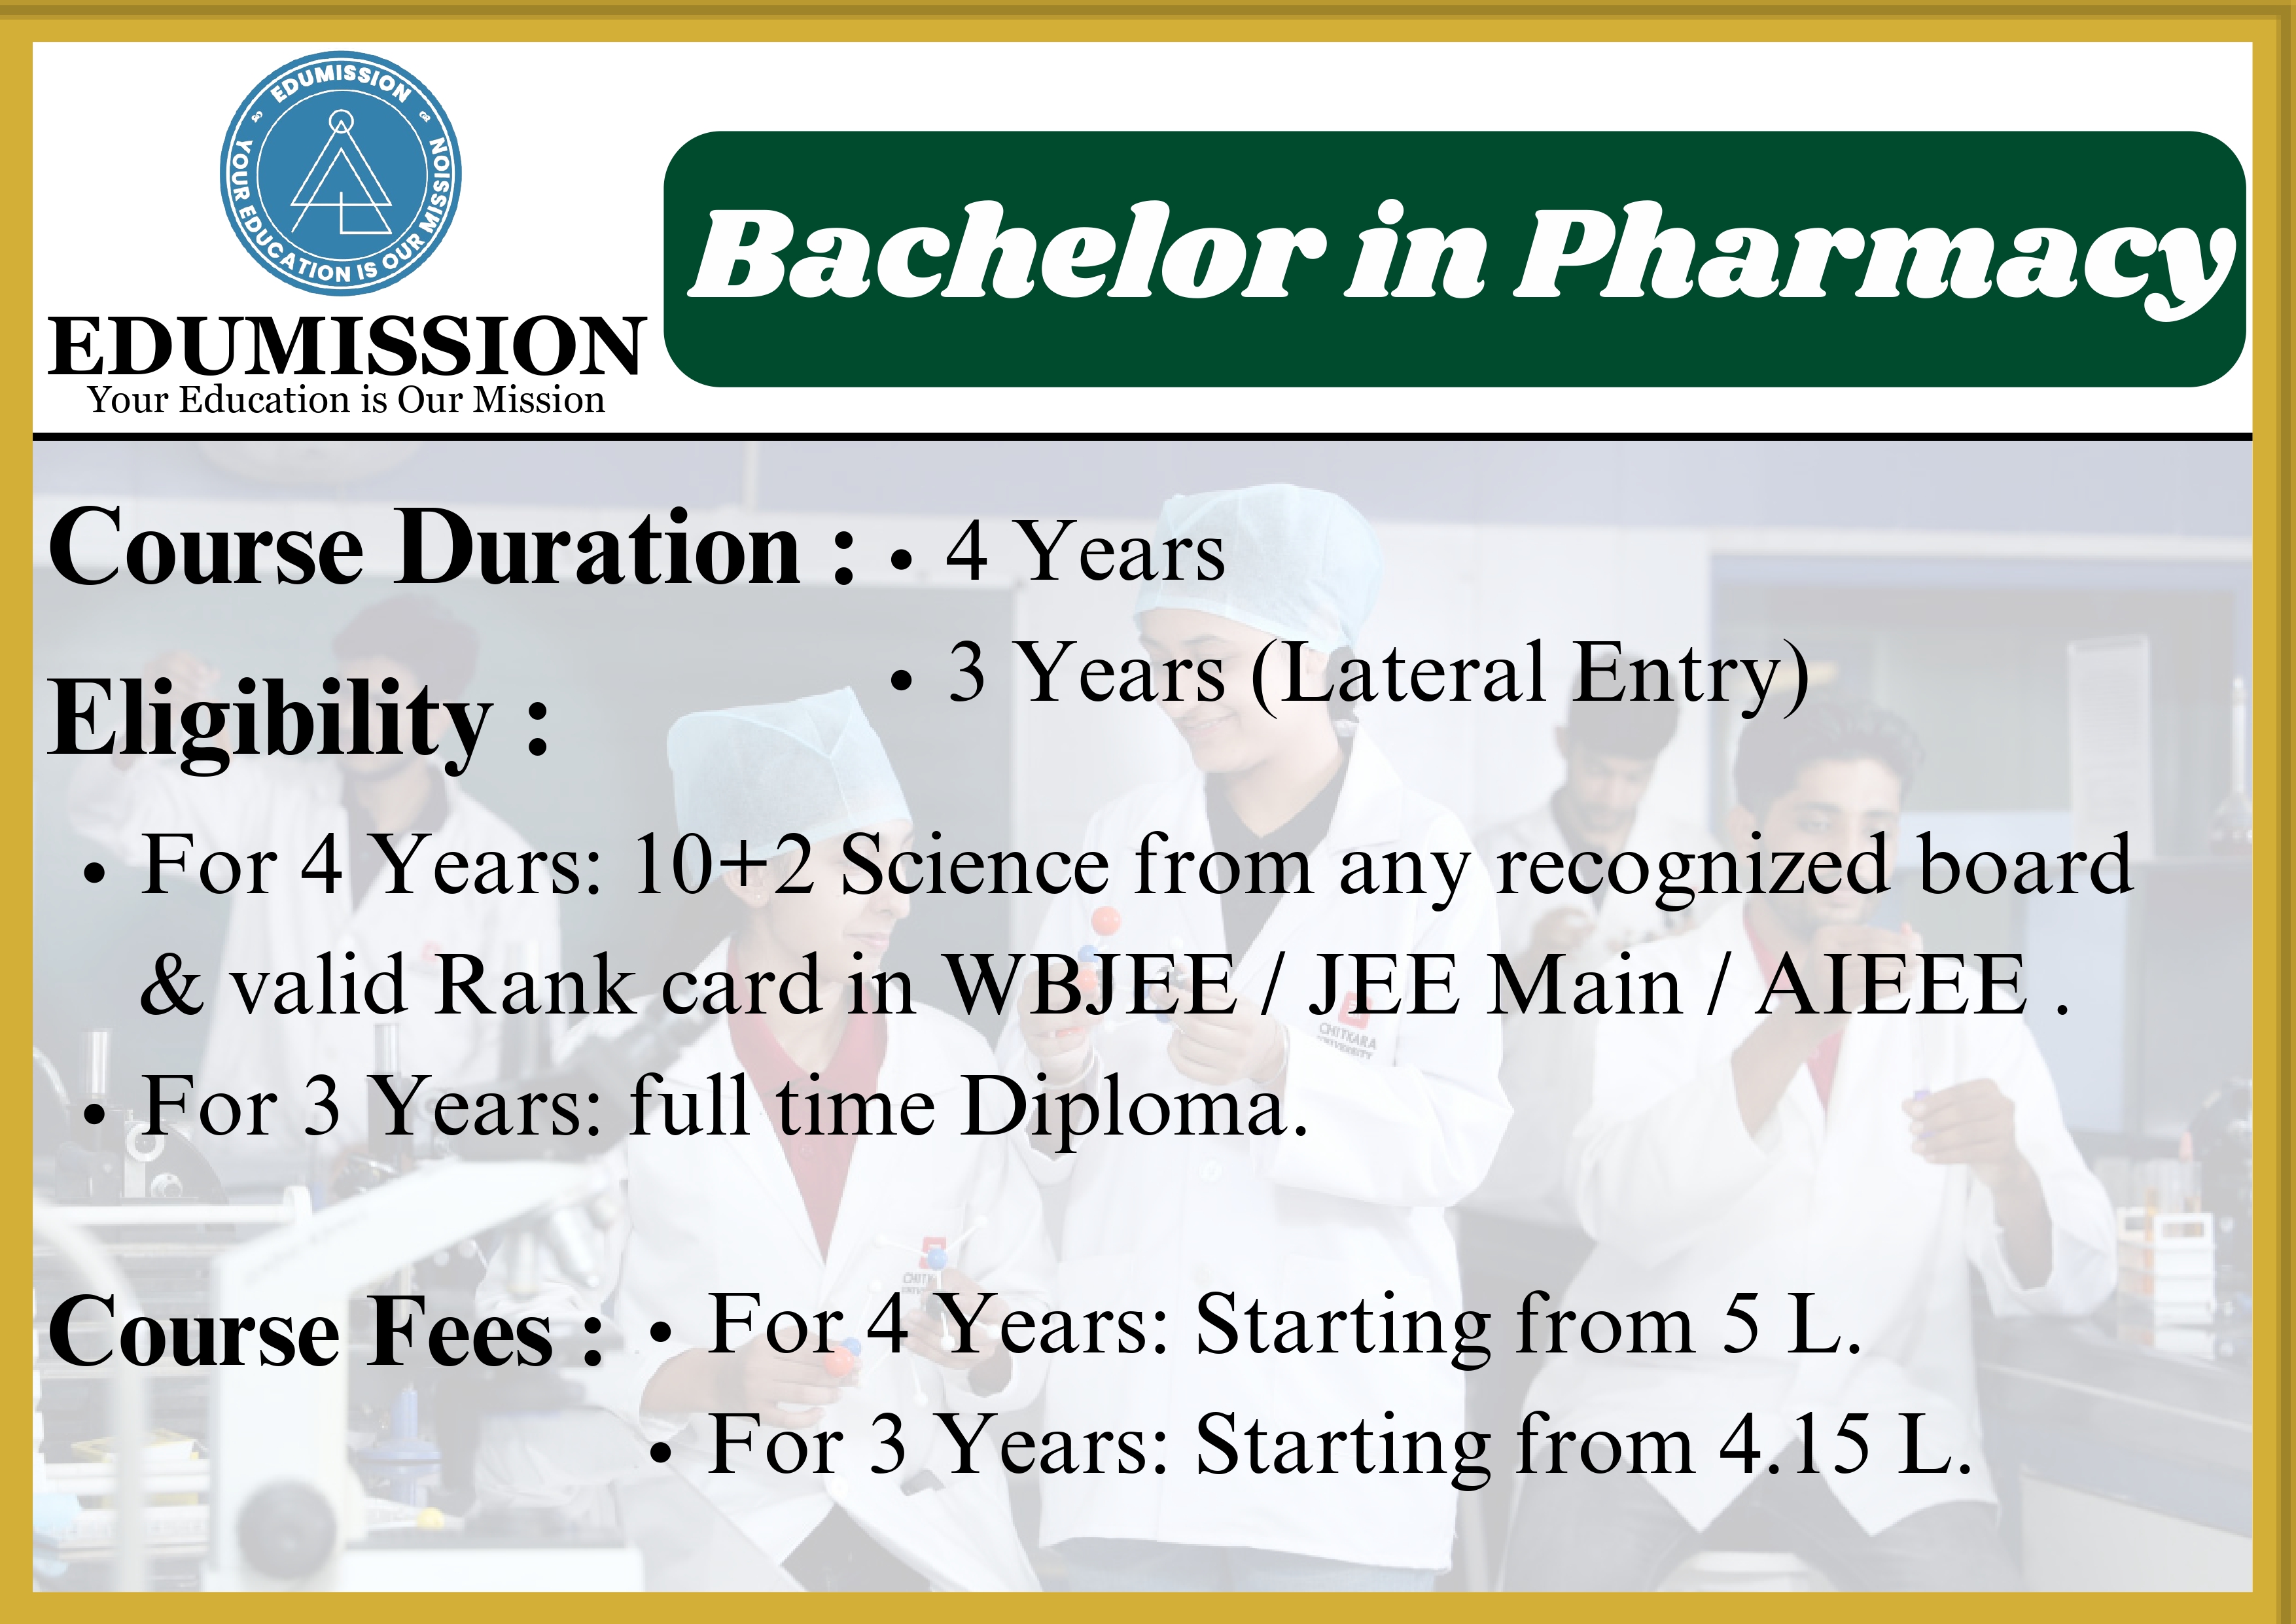 EDUMISSION
YOUR EDUCATION IS OUR MISSION
EDUMISSION
Your Education is Our Mission
Bachelor in Pharmacy
Course Duration :
• 4 Years
• 3 Years (Lateral Entry)
Eligibility :
• For 4 Years: 10+2 Science from any recognized board
& valid Rank card in WBJEE / JEE Main / AIEEE .
• For 3 Years: full time Diploma.
CHITKARA
UNIVERSITY
Course Fees :
• For 4 Years: Starting from 5 L.
• For 3 Years: Starting from 4.15 L.